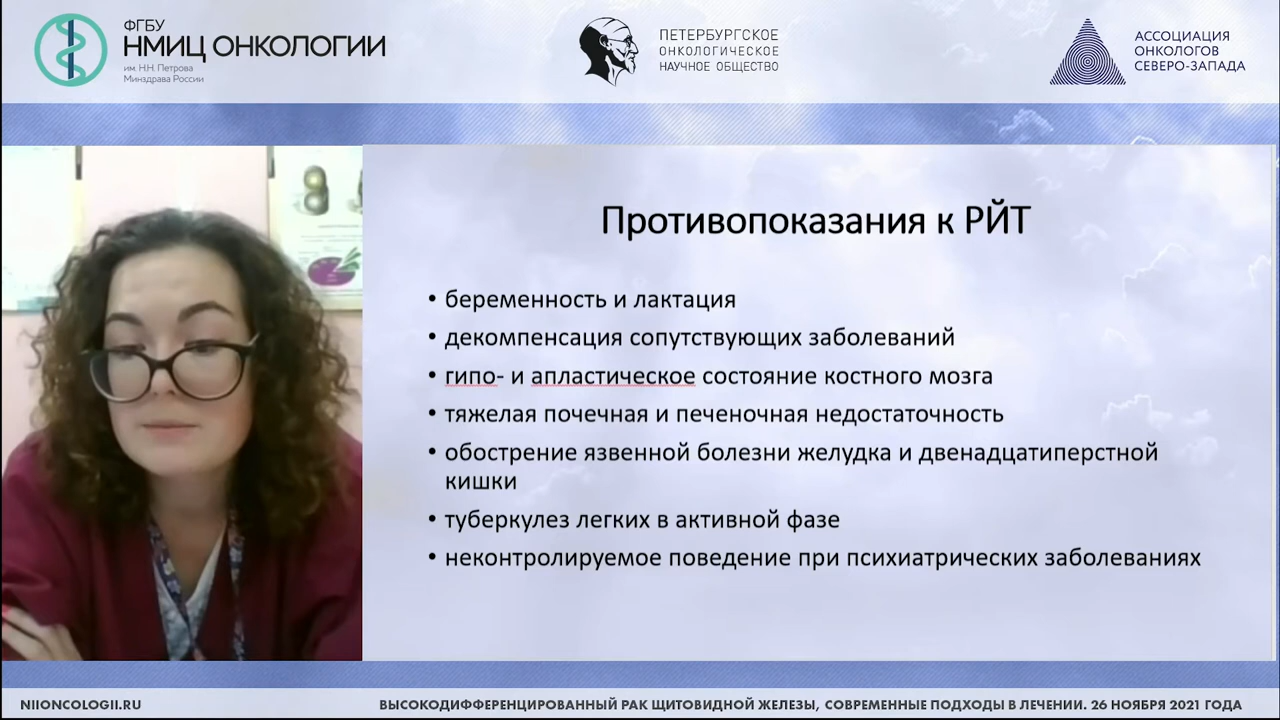 ФГБУ
НМИЦ ОНКОЛОГИИ
им. Н.Н. Петрова
Минздрава России
ПЕТЕРБУРГСКОЕ
ОНКОЛОГИЧЕСКОЕ
НАУЧНОЕ ОБЩЕСТВО
АССОЦИАЦИЯ
ОНКОЛОГОВ
СЕВЕРО-ЗАПАДА
Противопоказания к РЙТ
• беременность и лактация
• декомпенсация сопутствующих заболеваний
• гипо- и апластическое состояние костного мозга
• тяжелая почечная и печеночная недостаточность
• обострение язвенной болезни желудка и двенадцатиперстной
кишки
• туберкулез легких в активной фазе
• неконтролируемое поведение при психиатрических заболеваниях
NIIONCOLOGII.RU
ВЫСОКОДИФФЕРЕНЦИРОВАННЫЙ РАК ЩИТОВИДНОЙ ЖЕЛЕЗЫ, СОВРЕМЕННЫЕ ПОДХОДЫ В ЛЕЧЕНИИ. 26 НОЯБРЯ 2021 ГОДА